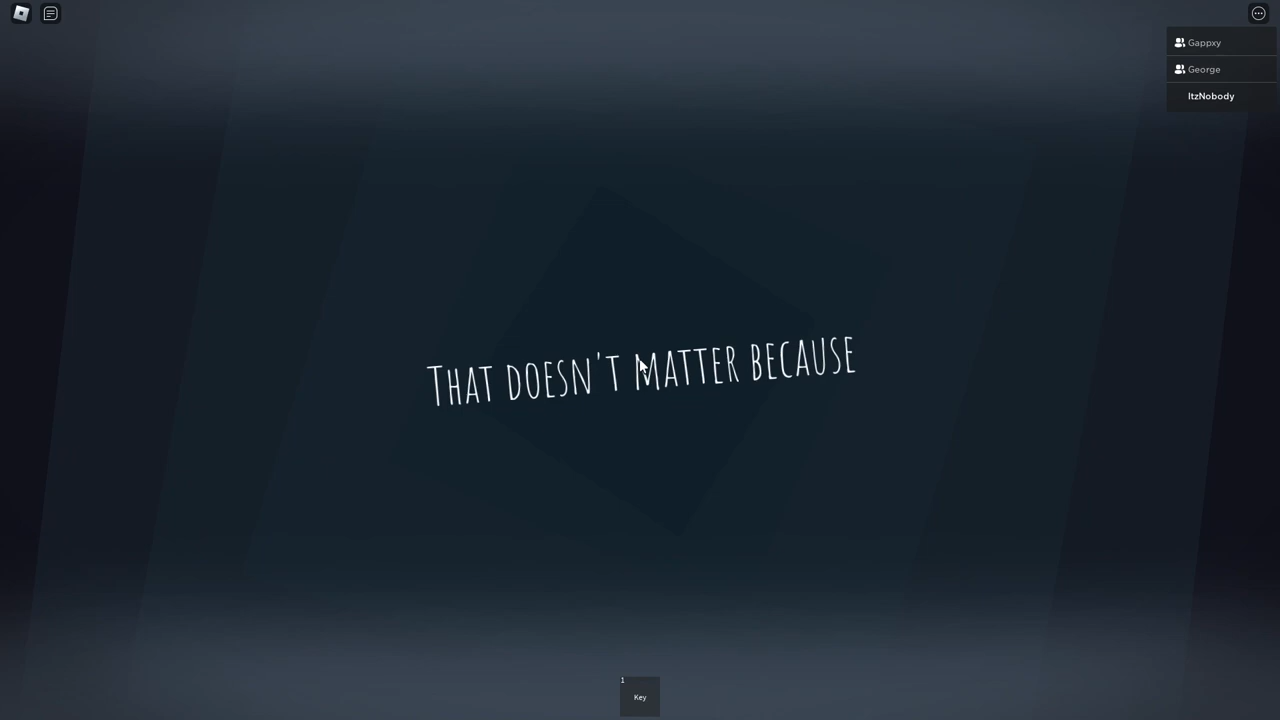 Gappxy
George
ItzNobody
THAT DOESN'T MATTER BECAUSE
1
Key